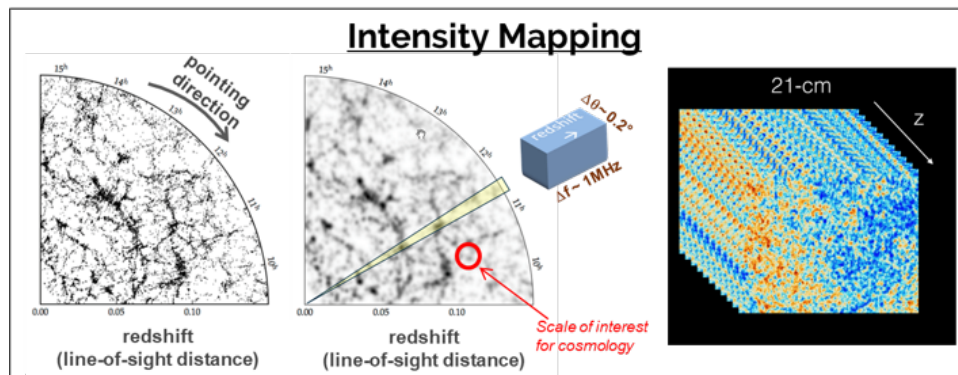 Intensity Mapping
15ʰ
14ʰ
13ʰ
12ʰ
11ʰ
10ʰ
pointing
direction
0.00
0.05
0.10
redshift
(line-of-sight distance)
15ʰ
14ʰ
13ʰ
12ʰ
11ʰ
10ʰ
0.00
0.05
0.10
redshift
(line-of-sight distance)
redshift
Δθ~0.2°
Δf~ 1MHz
Scale of interest
for cosmology
21-cm
z